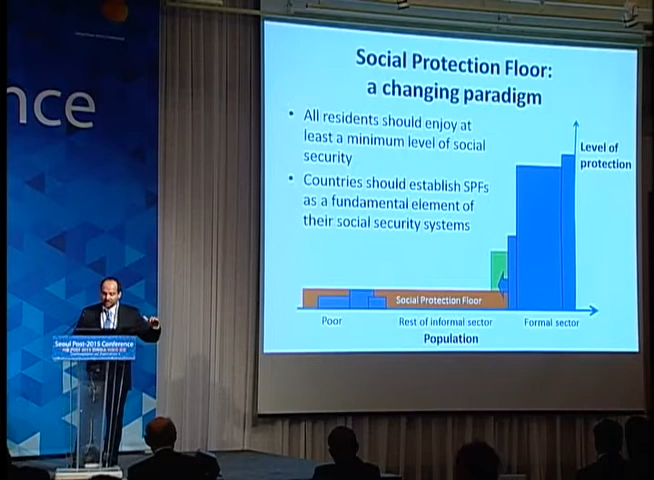 nce
Social Protection Floor:
a changing paradigm
• All residents should enjoy at
least a minimum level of social
security
• Countries should establish SPFs
as a fundamental element of
their social security systems
Level of
protection
Social Protection Floor
Poor
Rest of informal sector
Formal sector
Population
Seoul Post-2015 Conference